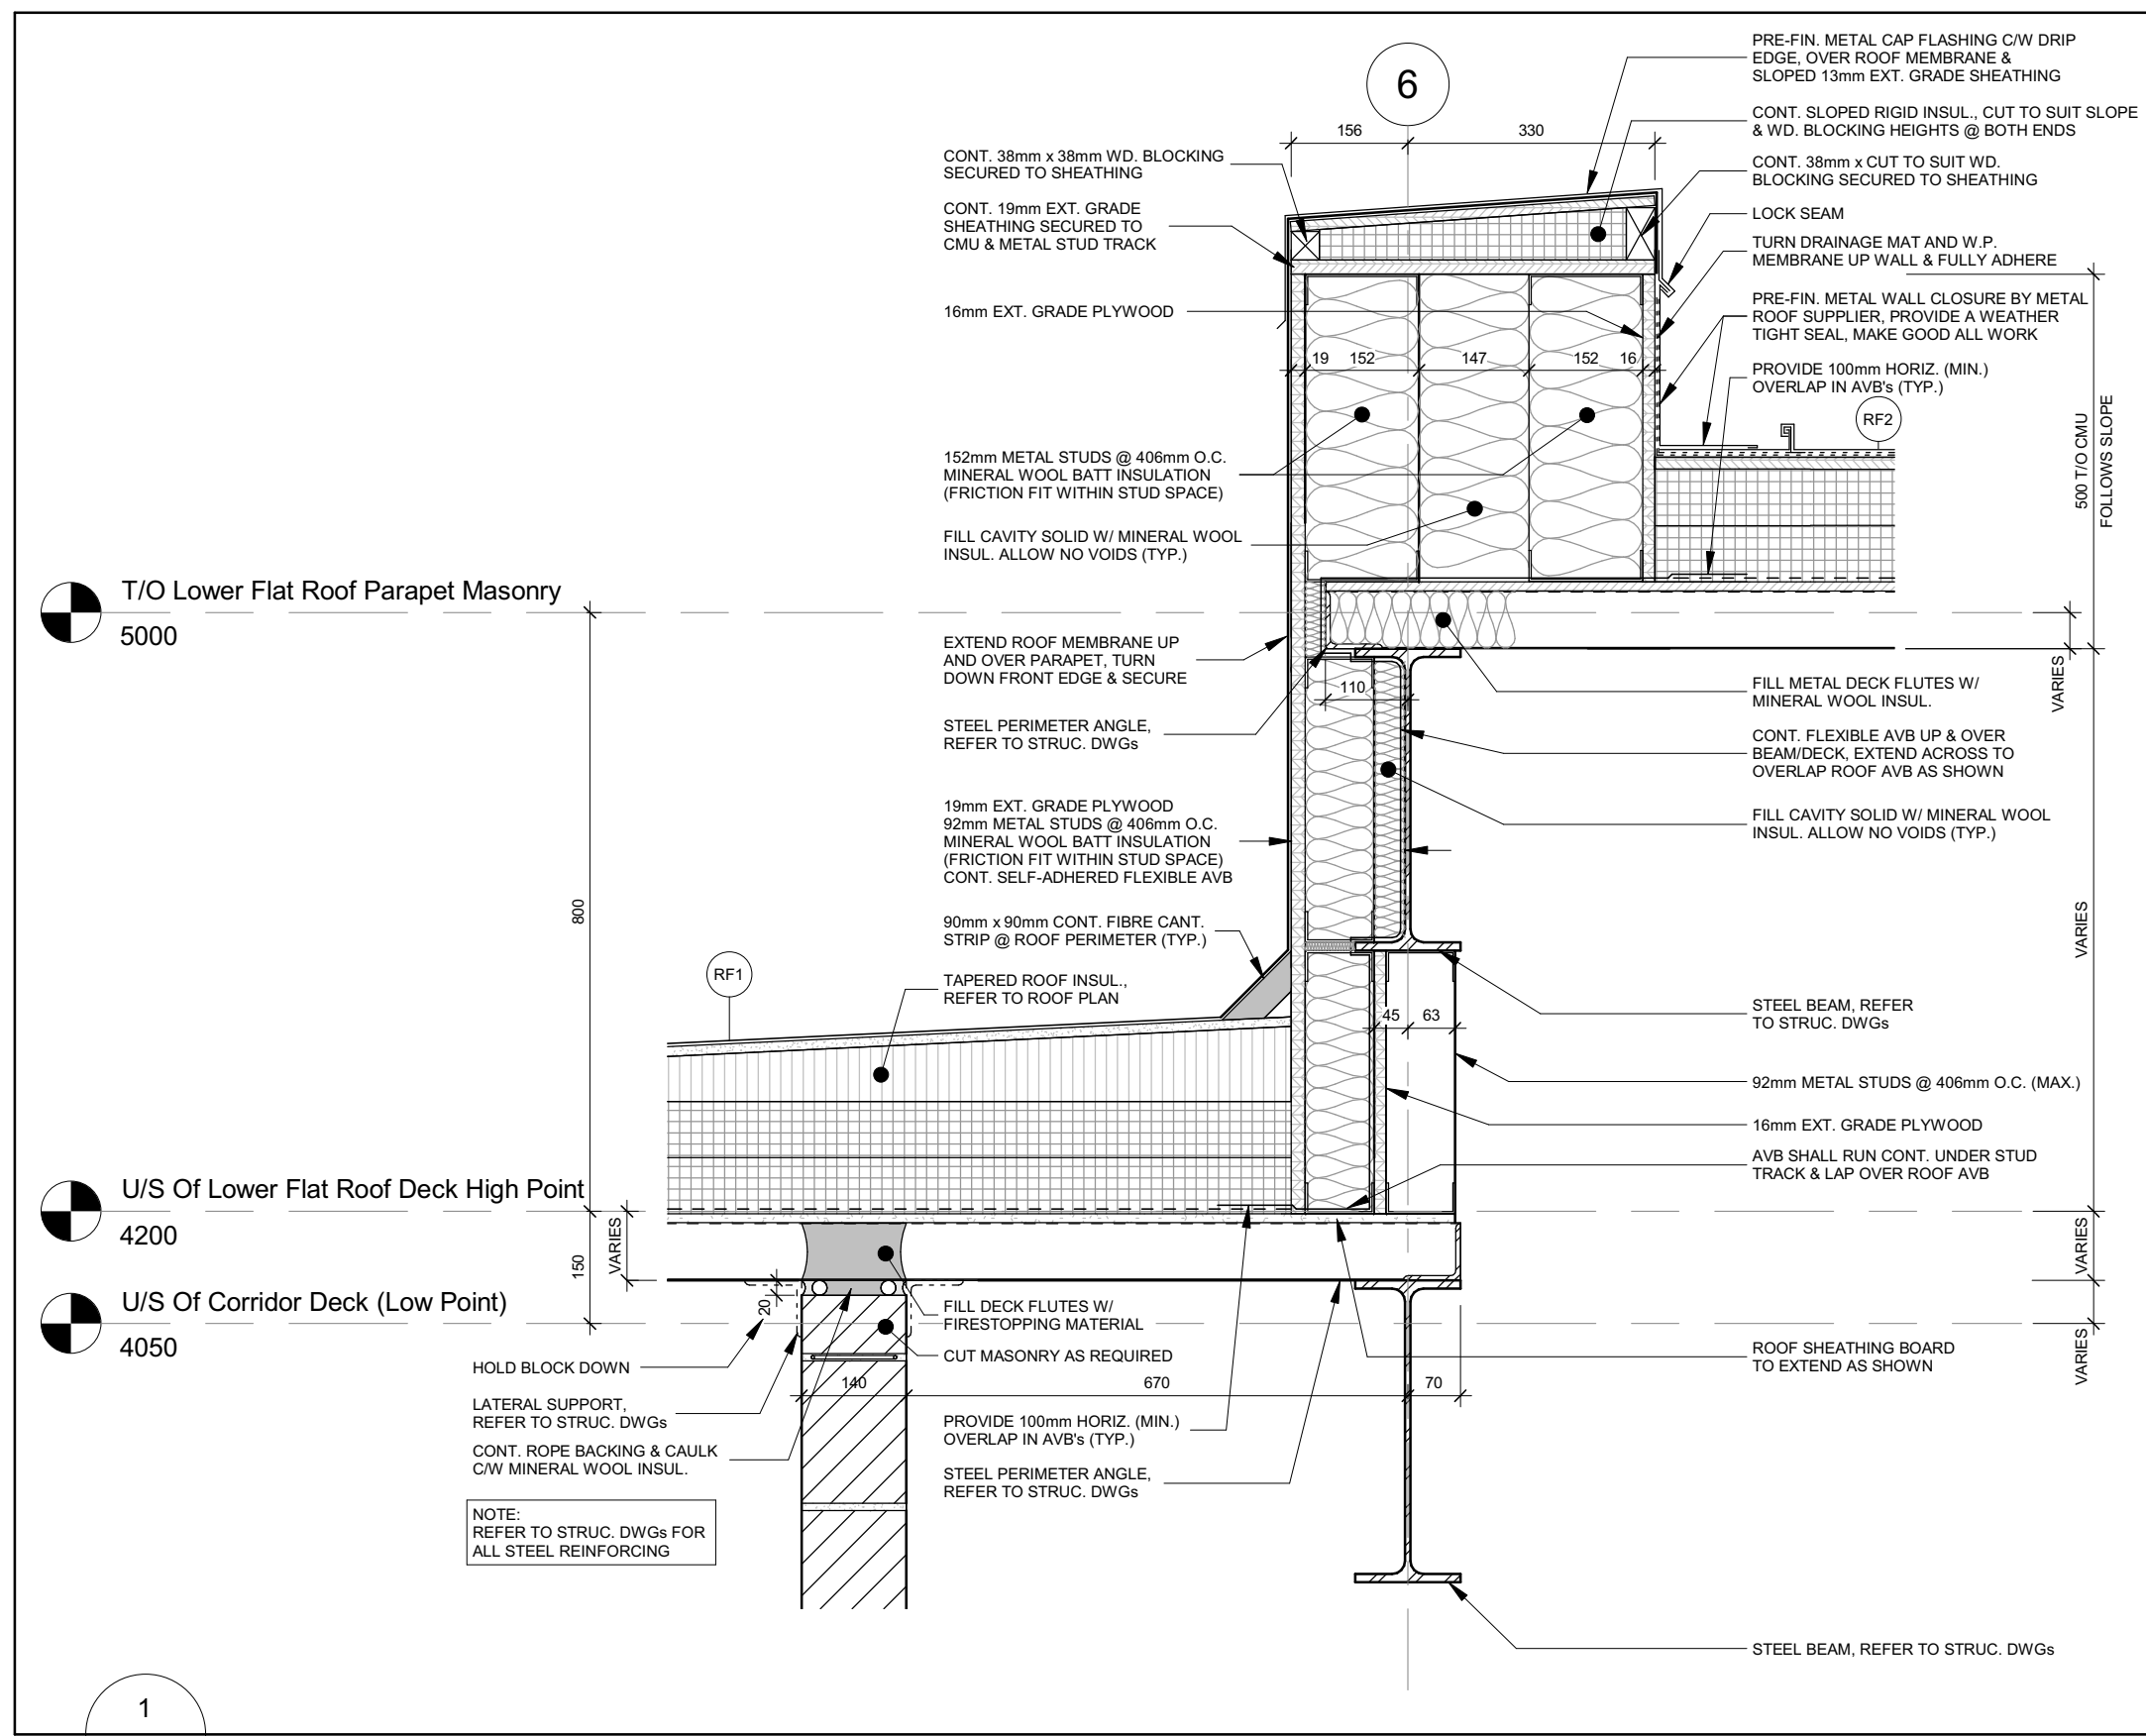 6
156
330
PRE-FIN. METAL CAP FLASHING C/W DRIP
EDGE, OVER ROOF MEMBRANE &
SLOPED 13mm EXT. GRADE SHEATHING
CONT. SLOPED RIGID INSUL., CUT TO SUIT SLOPE
& WD. BLOCKING HEIGHTS @ BOTH ENDS
CONT. 38mm x CUT TO SUIT WD.
BLOCKING SECURED TO SHEATHING
LOCK SEAM
TURN DRAINAGE MAT AND W.P.
MEMBRANE UP WALL & FULLY ADHERE
PRE-FIN. METAL WALL CLOSURE BY METAL
ROOF SUPPLIER, PROVIDE A WEATHER
TIGHT SEAL, MAKE GOOD ALL WORK
PROVIDE 100mm HORIZ. (MIN.)
OVERLAP IN AVB's (TYP.)
RF2
500 T/O CMU
FOLLOWS SLOPE
CONT. 38mm x 38mm WD. BLOCKING
SECURED TO SHEATHING
CONT. 19mm EXT. GRADE
SHEATHING SECURED TO
CMU & METAL STUD TRACK
16mm EXT. GRADE PLYWOOD
19
152
147
152
16
152mm METAL STUDS @ 406mm O.C.
MINERAL WOOL BATT INSULATION
(FRICTION FIT WITHIN STUD SPACE)
FILL CAVITY SOLID W/ MINERAL WOOL
INSUL. ALLOW NO VOIDS (TYP.)
T/O Lower Flat Roof Parapet Masonry
5000
EXTEND ROOF MEMBRANE UP
AND OVER PARAPET, TURN
DOWN FRONT EDGE & SECURE
STEEL PERIMETER ANGLE,
REFER TO STRUC. DWGs
110
VARIES
FILL METAL DECK FLUTES W/
MINERAL WOOL INSUL.
CONT. FLEXIBLE AVB UP & OVER
BEAM/DECK, EXTEND ACROSS TO
OVERLAP ROOF AVB AS SHOWN
FILL CAVITY SOLID W/ MINERAL WOOL
INSUL. ALLOW NO VOIDS (TYP.)
19mm EXT. GRADE PLYWOOD
92mm METAL STUDS @ 406mm O.C.
MINERAL WOOL BATT INSULATION
(FRICTION FIT WITHIN STUD SPACE)
CONT. SELF-ADHERED FLEXIBLE AVB
800
VARIES
90mm x 90mm CONT. FIBRE CANT.
STRIP @ ROOF PERIMETER (TYP.)
RF1
TAPERED ROOF INSUL.,
REFER TO ROOF PLAN
45
63
STEEL BEAM, REFER
TO STRUC. DWGs
92mm METAL STUDS @ 406mm O.C. (MAX.)
16mm EXT. GRADE PLYWOOD
AVB SHALL RUN CONT. UNDER STUD
TRACK & LAP OVER ROOF AVB
U/S Of Lower Flat Roof Deck High Point
4200
150
VARIES
VARIES
U/S Of Corridor Deck (Low Point)
4050
20
FILL DECK FLUTES W/
FIRESTOPPING MATERIAL
CUT MASONRY AS REQUIRED
VARIES
ROOF SHEATHING BOARD
TO EXTEND AS SHOWN
HOLD BLOCK DOWN
140
670
70
LATERAL SUPPORT,
REFER TO STRUC. DWGs
CONT. ROPE BACKING & CAULK
C/W MINERAL WOOL INSUL.
PROVIDE 100mm HORIZ. (MIN.)
OVERLAP IN AVB's (TYP.)
STEEL PERIMETER ANGLE,
REFER TO STRUC. DWGs
NOTE:
REFER TO STRUC. DWGs FOR
ALL STEEL REINFORCING
STEEL BEAM, REFER TO STRUC. DWGs
1